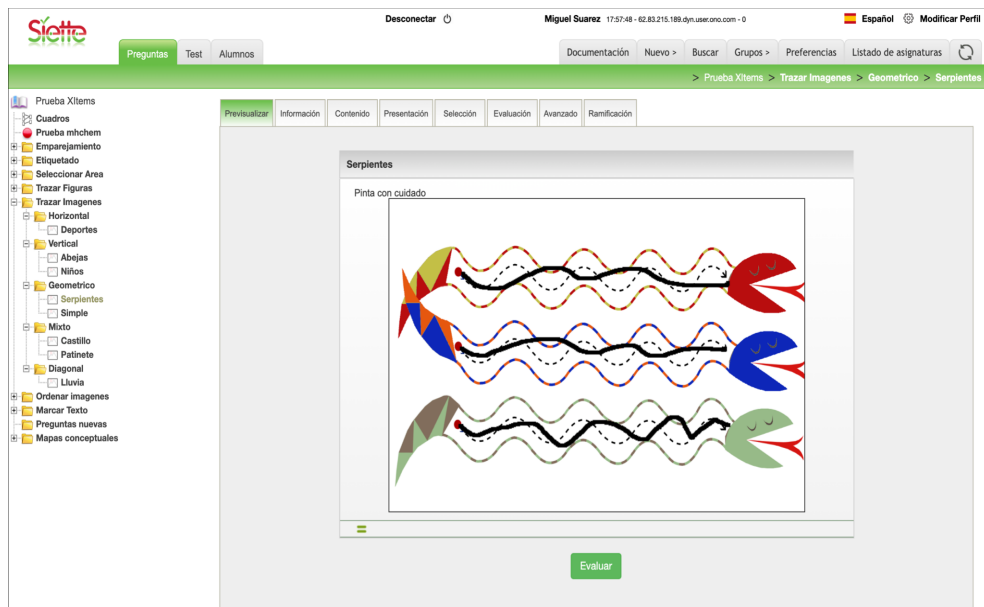 Siette
Desconectar
Miguel Suarez 17:57:48 - 62.83.215.189.dyn.user.ono.com - 0
Español
Modificar Perfil
Preguntas
Test
Alumnos
Documentación
Nuevo >
Buscar
Grupos >
Preferencias
Listado de asignaturas
> Prueba XItems > Trazar Imagenes > Geometrico > Serpientes
Prueba XItems
Cuadros
Prueba mhchem
Emparejamiento
Etiquetado
Seleccionar Area
Trazar Figuras
Trazar Imagenes
Horizontal
Deportes
Vertical
Abejas
Niños
Geometrico
Serpientes
Simple
Mixto
Castillo
Patinete
Diagonal
Lluvia
Ordenar imagenes
Marcar Texto
Preguntas nuevas
Mapas conceptuales
Previsualizar
Información
Contenido
Presentación
Selección
Evaluación
Avanzado
Ramificación
Serpientes
Pinta con cuidado
Evaluar